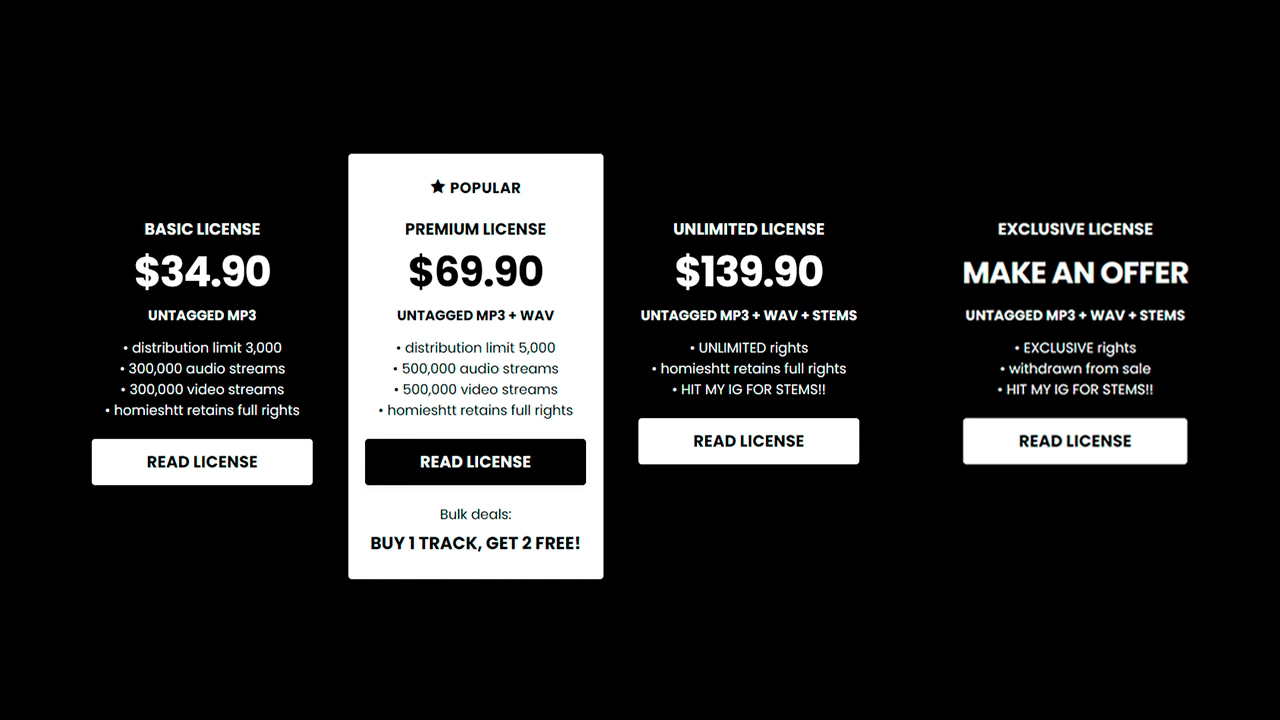 BASIC LICENSE
$34.90
UNTAGGED MP3
• distribution limit 3,000
• 300,000 audio streams
• 300,000 video streams
• homieshtt retains full rights
READ LICENSE
POPULAR
PREMIUM LICENSE
$69.90
UNTAGGED MP3 + WAV
• distribution limit 5,000
• 500,000 audio streams
• 500,000 video streams
• homieshtt retains full rights
READ LICENSE
Bulk deals:
BUY 1 TRACK, GET 2 FREE!
UNLIMITED LICENSE
$139.90
UNTAGGED MP3 + WAV + STEMS
• UNLIMITED rights
• homieshtt retains full rights
• HIT MY IG FOR STEMS!!
READ LICENSE
EXCLUSIVE LICENSE
MAKE AN OFFER
UNTAGGED MP3 + WAV + STEMS
• EXCLUSIVE rights
• withdrawn from sale
• HIT MY IG FOR STEMS!!
READ LICENSE